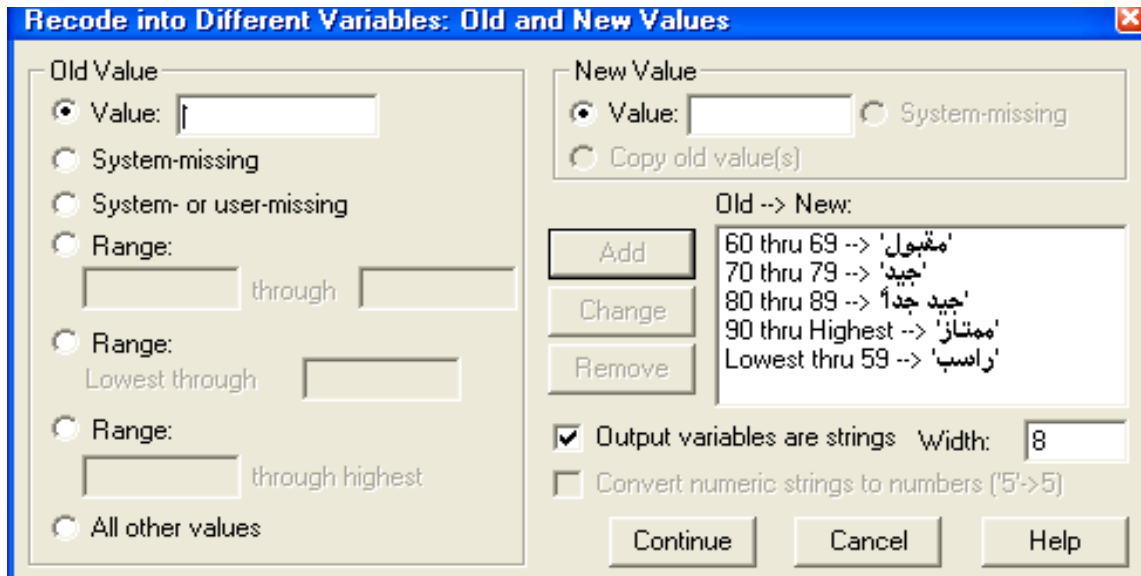 Recode into Different Variables: Old and New Values
Old Value
Value:
System-missing
System- or user-missing
Range:
through
Range:
Lowest through
Range:
through highest
All other values
New Value
Value:
System-missing
Copy old value(s)
Old --> New:
60 thru 69 --> 'مقبول'
70 thru 79 --> 'جيد'
80 thru 89 --> 'جيد جداً'
90 thru Highest --> 'ممتاز'
Lowest thru 59 --> 'راسب'
Add
Change
Remove
Output variables are strings Width: 8
Convert numeric strings to numbers ('5'->5)
Continue Cancel Help